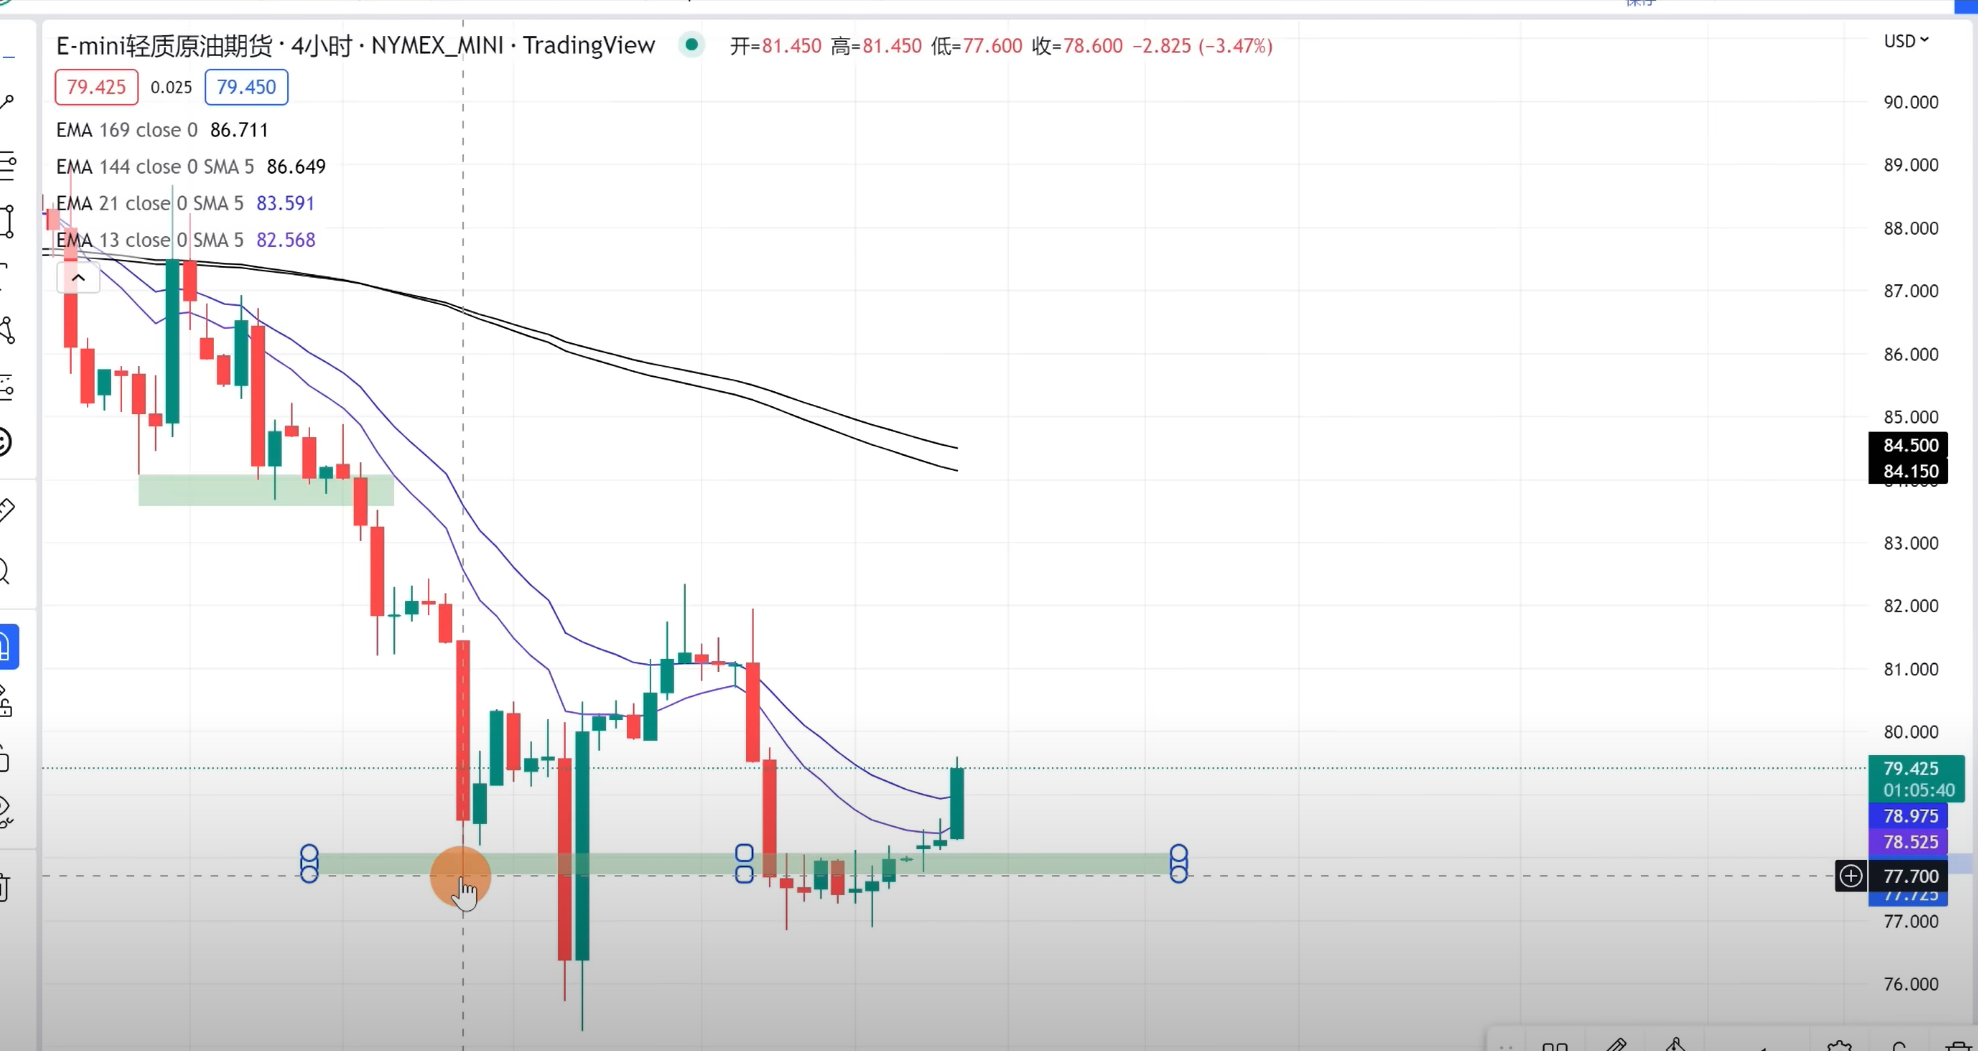 E-mini轻质原油期货 · 4小时 · NYMEX_MINI · TradingView 开=81.450 高=81.450 低=77.600 收=78.600 −2.825 (−3.47%)
USD
79.425 0.025 79.450
EMA 169 close 0 86.711
EMA 144 close 0 SMA 5 86.649
EMA 21 close 0 SMA 5 83.591
EMA 13 close 0 SMA 5 82.568
90.000
89.000
88.000
87.000
86.000
85.000
84.500
84.150
83.000
82.000
81.000
80.000
79.425
01:05:40
78.975
78.525
77.700
77.725
77.000
76.000